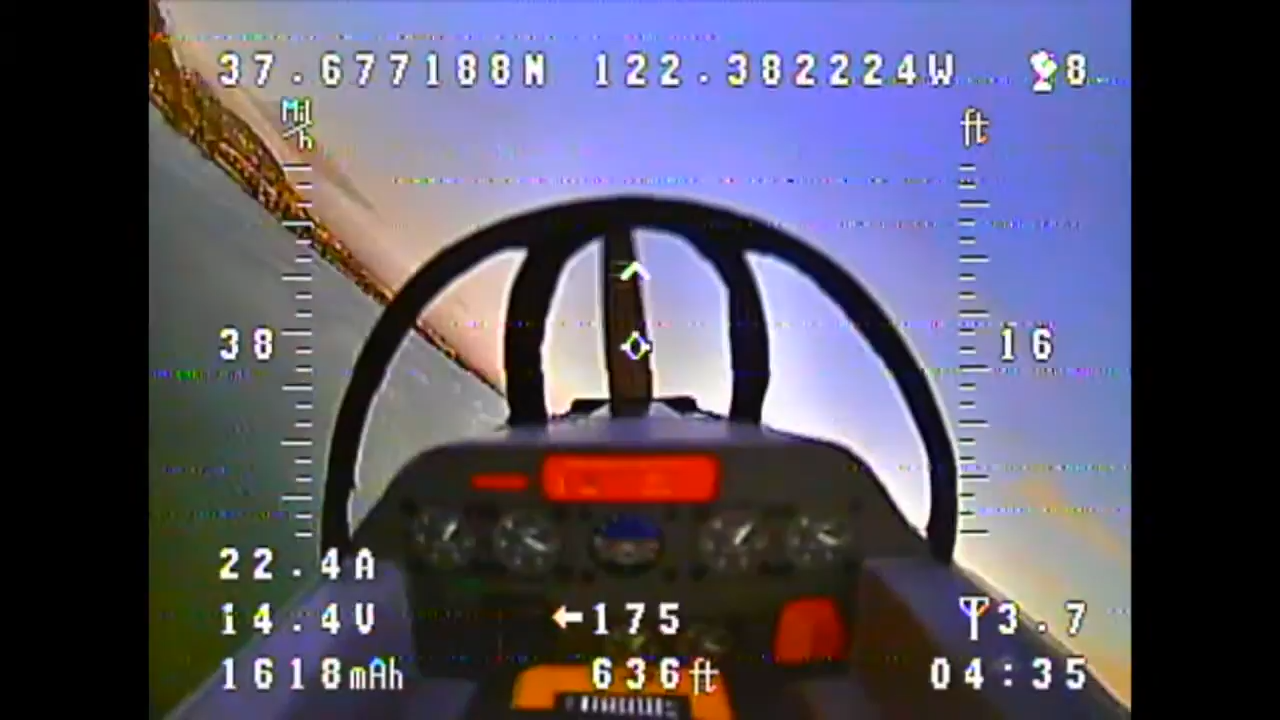 37.677188N 122.382224W 8
Mil/h ft
38 16
22.4A
14.4V ←175 3.7
1618mAh 636ft 04:35